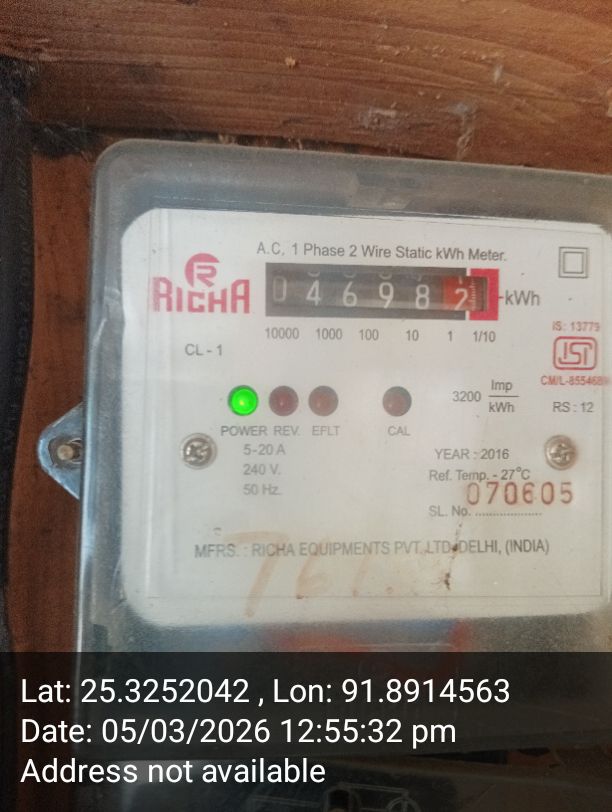 A.C. 1 Phase 2 Wire Static kWh Meter.
R
RICHA
0 4 6 9 8 2 kWh
10000 1000 100 10 1 1/10
IS: 13779
ISI
CL - 1
3200 Imp/kWh
RS : 12
POWER REV. EFLT CAL
5-20 A
240 V.
50 Hz.
YEAR : 2016
Ref. Temp. - 27°C
SL. No. 070605
MFRS. : RICHA EQUIPMENTS PVT. LTD. DELHI, (INDIA)
Lat: 25.3252042 , Lon: 91.8914563
Date: 05/03/2026 12:55:32 pm
Address not available